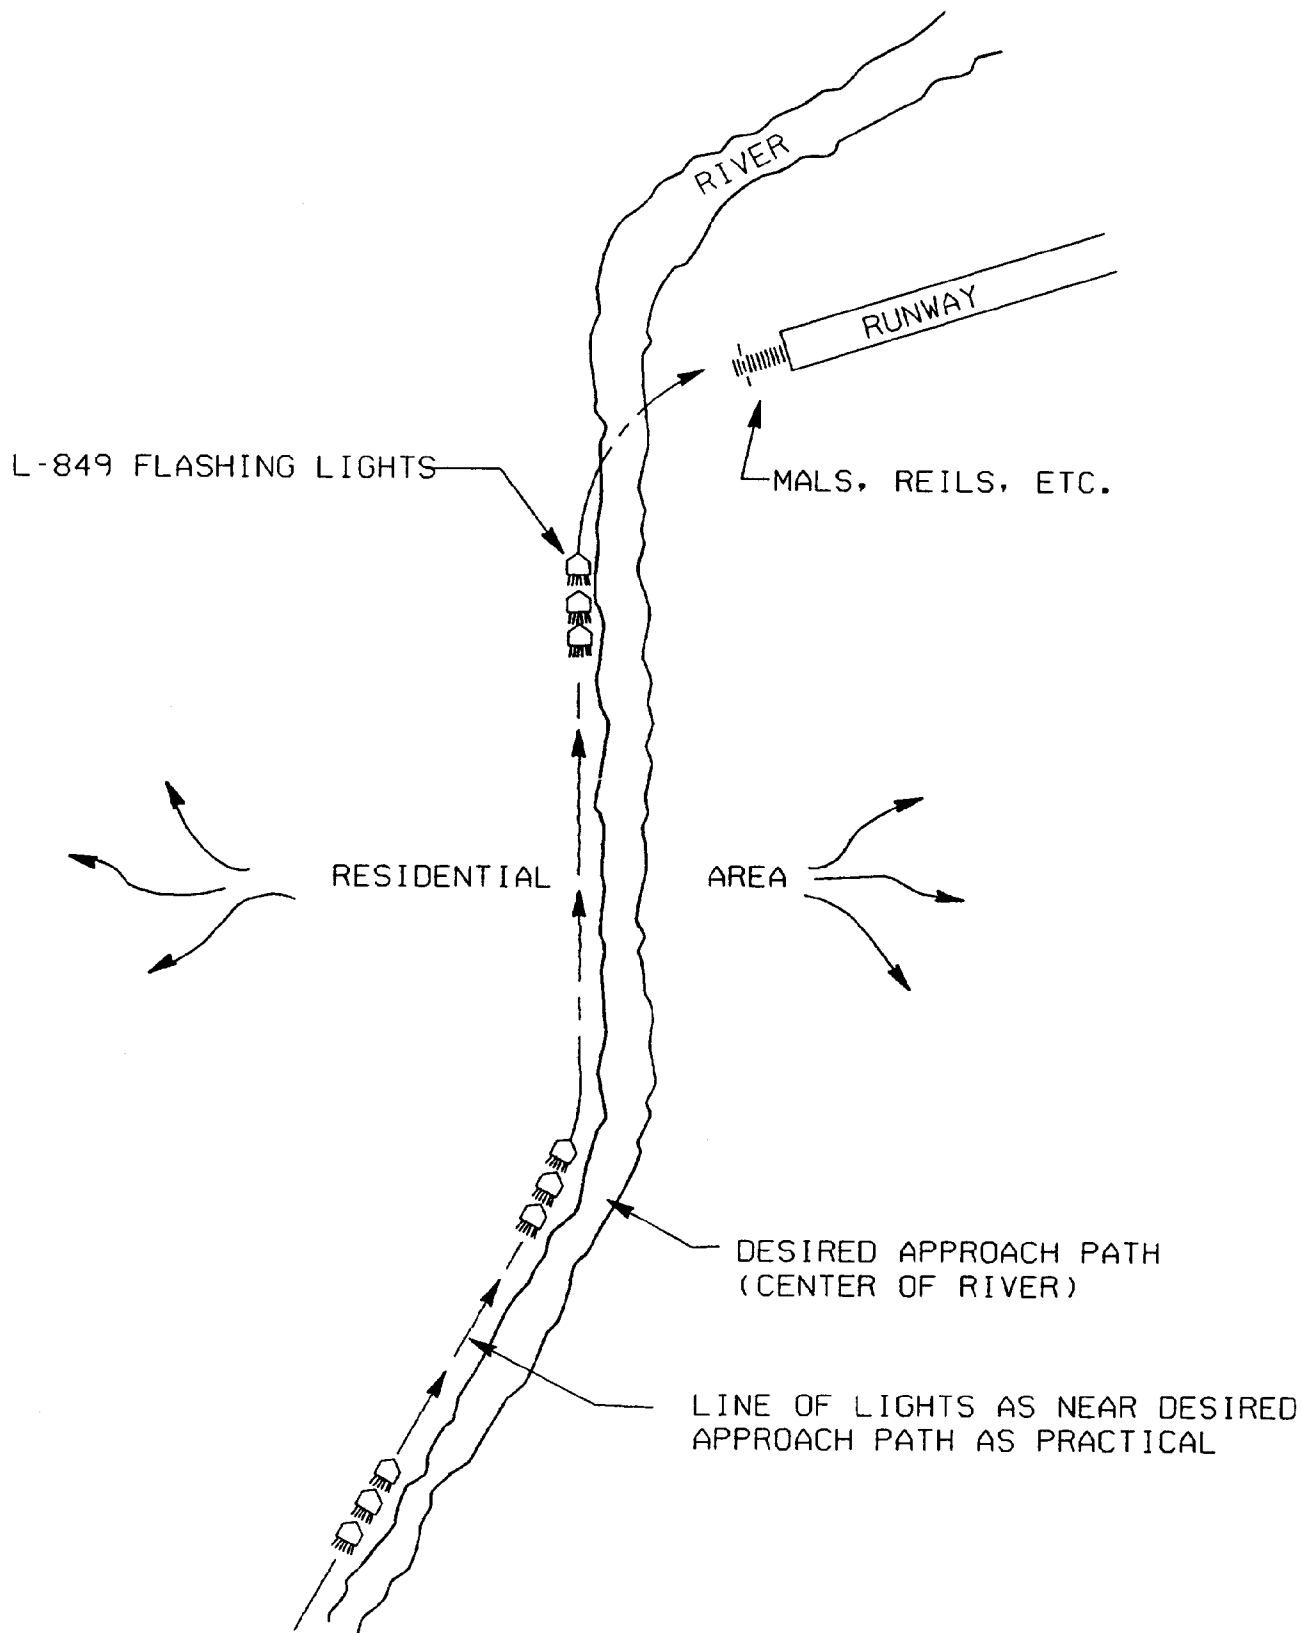 RIVER
RUNWAY
L-849 FLASHING LIGHTS
MALS, REILS, ETC.
RESIDENTIAL AREA
DESIRED APPROACH PATH
(CENTER OF RIVER)
LINE OF LIGHTS AS NEAR DESIRED
APPROACH PATH AS PRACTICAL